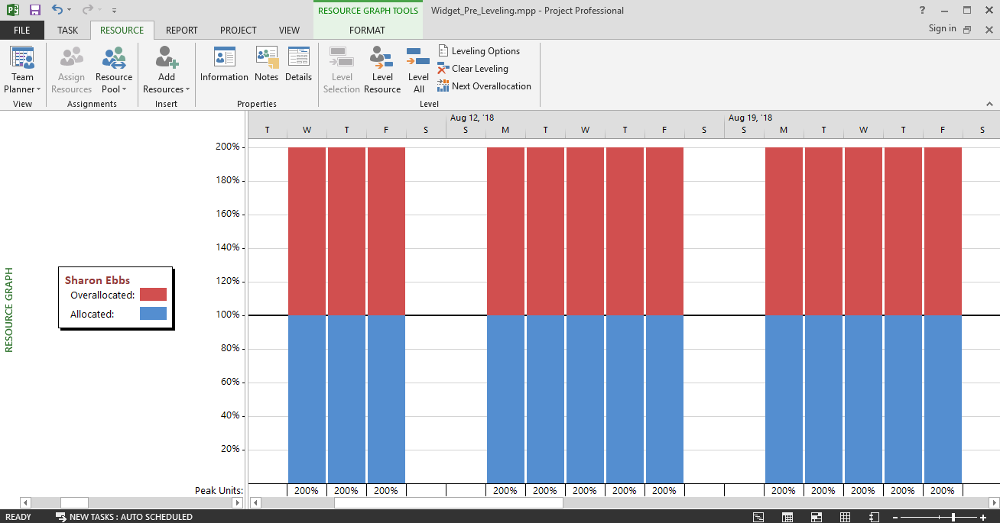 RESOURCE GRAPH TOOLS Widget_Pre_Leveling.mpp - Project Professional ?
FILE TASK RESOURCE REPORT PROJECT VIEW FORMAT Sign in
Team Planner
View
Assign Resources
Resource Pool
Assignments
Add Resources
Insert
Information Notes Details
Properties
Level Selection
Level Resource
Level All
Leveling Options
Clear Leveling
Next Overallocation
Level
Aug 12, '18 Aug 19, '18
T W T F S S M T W T F S S M T W T F S
RESOURCE GRAPH
Sharon Ebbs
Overallocated:
Allocated:
200%
180%
160%
140%
120%
100%
80%
60%
40%
20%
Peak Units: 200% 200% 200% 200% 200% 200% 200% 200% 200% 200% 200% 200% 200%
READY NEW TASKS : AUTO SCHEDULED